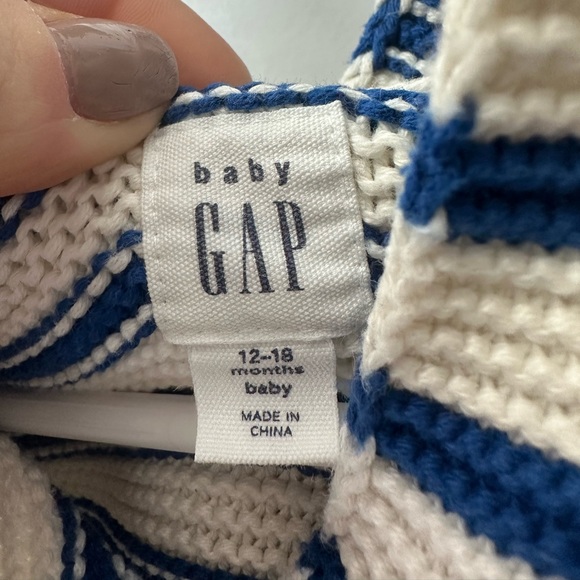 baby
GAP
12-18
months
baby
MADE IN
CHINA